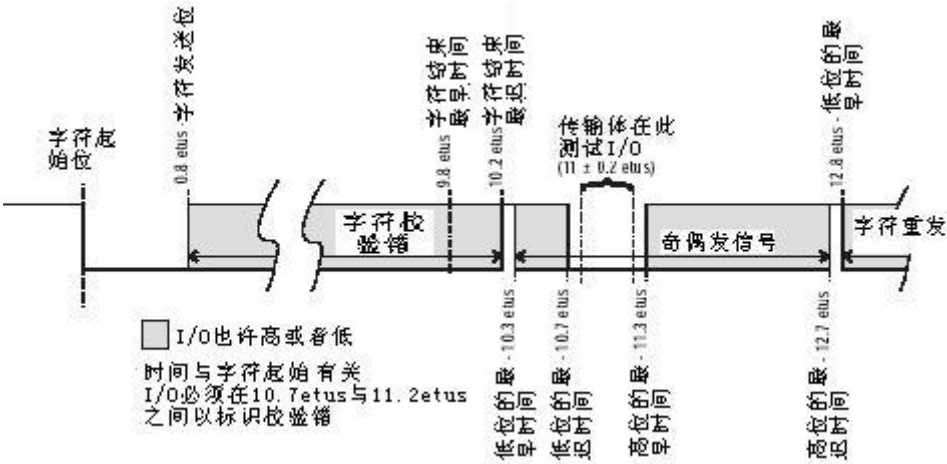 字符起
始位
0.8 etus - 字符发送位
9.8 etus
字符结束
最早时间
10.2 etus
字符结束
最迟时间
传输体在此
测试I/O
(11 ± 0.2 etus)
12.8 etus - 低位的最
早时间
字符校
验错
奇偶发信号
字符重发
I/O也许高或者低
时间与字符起始有关
I/O必须在10.7etus与11.2etus
之间以标识校验错
低位的最 - 10.3 etus
早时间
低位的最 - 10.7 etus
迟时间
高位的最 - 11.3 etus
早时间
高位的最 - 12.7 etus
迟时间